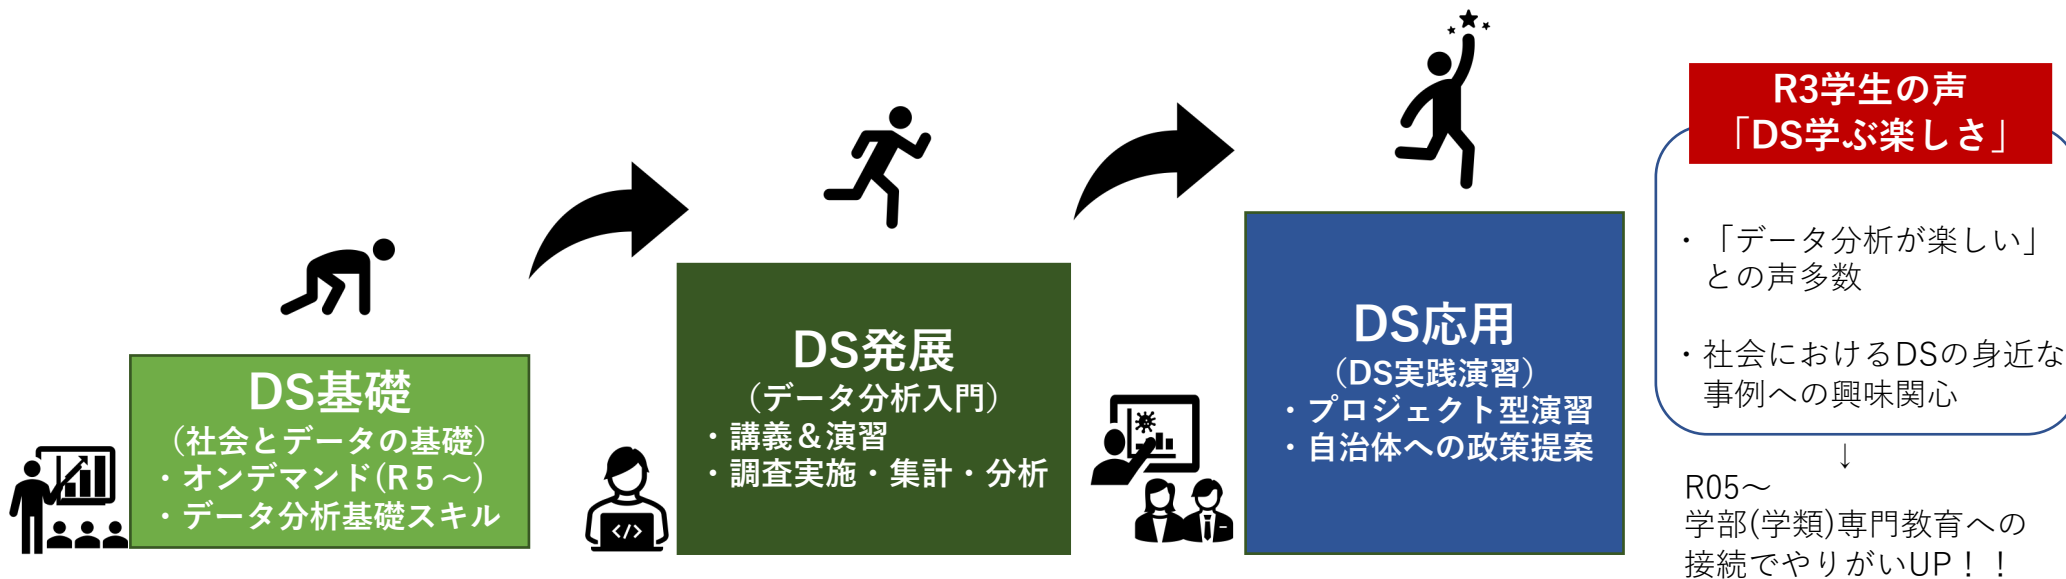 DS基礎
（社会とデータの基礎）
・オンデマンド(R５～)
・データ分析基礎スキル
</>
DS発展
（データ分析入門）
・講義＆演習
・調査実施・集計・分析
DS応用
（DS実践演習）
・プロジェクト型演習
・自治体への政策提案
R3学生の声
「DS学ぶ楽しさ」
・「データ分析が楽しい」
との声多数
・社会におけるDSの身近な
事例への興味関心
↓
R05～
学部(学類)専門教育への
接続でやりがいUP！！